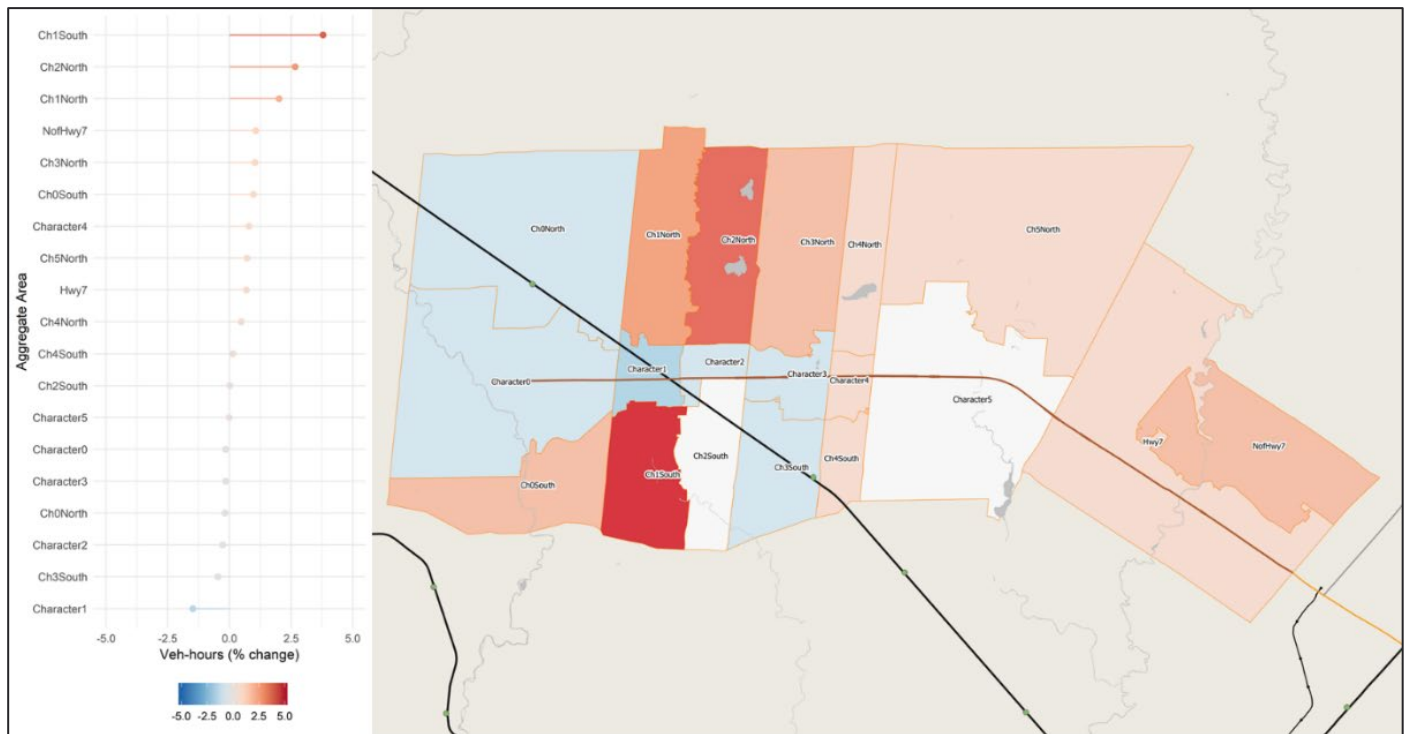 Ch1South
Ch2North
Ch1North
NofHwy7
Ch3North
Ch0South
Character4
Ch5North
Hwy7
Ch4North
Ch4South
Ch2South
Character5
Character0
Character3
Ch0North
Character2
Ch3South
Character1
Aggregate Area
-5.0 -2.5 0.0 2.5 5.0
Veh-hours (% change)
-5.0 -2.5 0.0 2.5 5.0
Ch0North
Ch1North
Ch2North
Ch3North
Ch4North
Ch5North
Character0
Character1
Character2
Character3
Character4
Character5
Ch0South
Ch1South
Ch2South
Ch3South
Ch4South
Hwy7
NofHwy7